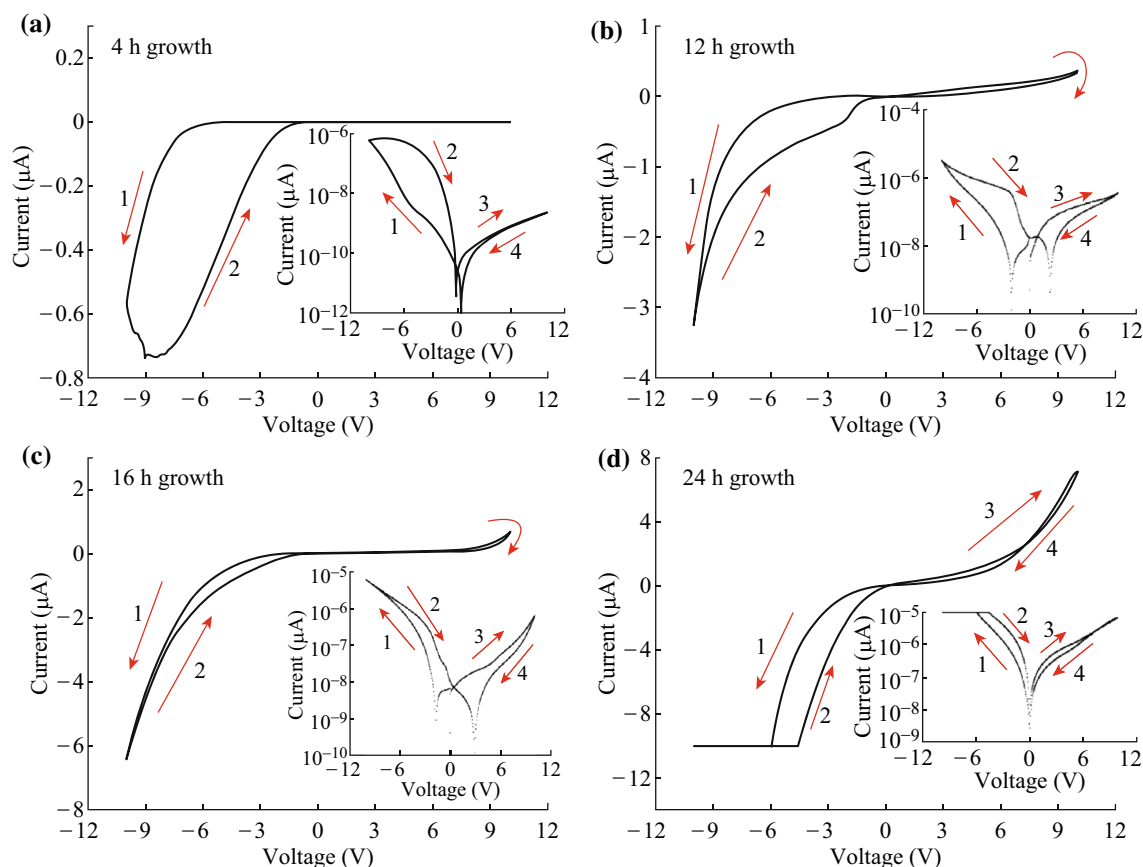 (a)
4 h growth
0.2
0
−0.2
−0.4
−0.6
−0.8
Current (μA)
−12 −9 −6 −3 0 3 6 9 12
Voltage (V)
1
2
10−6
10−8
10−10
10−12
Current (μA)
−6 0 6 12
Voltage (V)
1
2
3
4
(b)
12 h growth
1
0
−1
−2
−3
−4
Current (μA)
−12 −9 −6 −3 0 3 6 9 12
Voltage (V)
1
2
10−4
10−6
10−8
10−10
Current (μA)
−12 −6 0 6 12
Voltage (V)
1
2
3
4
(c)
16 h growth
2
0
−2
−4
−6
−8
Current (μA)
−12 −9 −6 −3 0 3 6 9 12
Voltage (V)
1
2
10−5
10−6
10−7
10−8
10−9
10−10
Current (μA)
−12 −6 0 6 12
Voltage (V)
1
2
3
4
(d)
24 h growth
8
4
0
−4
−8
−12
Current (μA)
−12 −9 −6 −3 0 3 6 9 12
Voltage (V)
1
2
3
4
10−5
10−6
10−7
10−8
10−9
Current (μA)
−12 −6 0 6 12
Voltage (V)
1
2
3
4